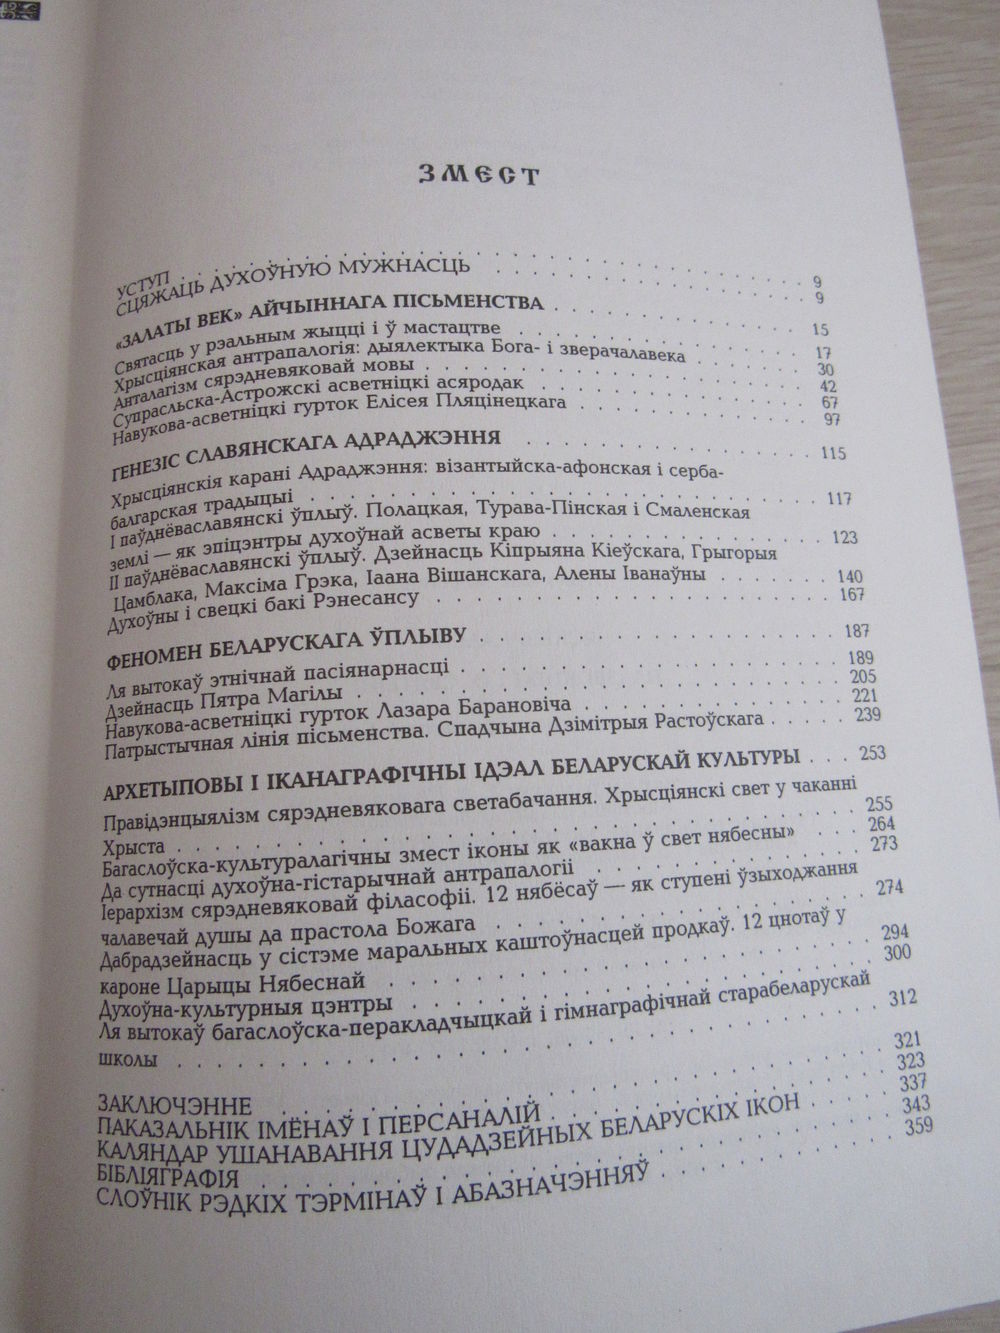 ЗМЕСТ
УСТУП . . . . . . . . . . . . . . . . . . . . . . . . 9
СЦЯЖАЦЬ ДУХОЎНУЮ МУЖНАСЦЬ . . . . . . . . . . . . 9
«ЗАЛАТЫ ВЕК» АЙЧЫННАГА ПІСЬМЕНСТВА . . . . . . . . . . 15
Святасць у рэальным жыцці і ў мастацтве . . . . . . . . . . . 17
Хрысціянская антрапалогія: дыялектыка Бога- і зверачалавека . . . . . 30
Анталагізм сярэдневяковай мовы . . . . . . . . . . . . . . 42
Супрасльска-Астрожскі асветніцкі асяродак . . . . . . . . . . 67
Навукова-асветніцкі гурток Елісея Пляцінецкага . . . . . . . . . 97
ГЕНЕЗІС СЛАВЯНСКАГА АДРАДЖЭННЯ . . . . . . . . . . . 115
Хрысціянскія карані Адраджэння: візантыйска-афонская і серба-
балгарская традыцыі . . . . . . . . . . . . . . . . . . 117
І паўднёваславянскі ўплыў. Полацкая, Турава-Пінская і Смаленская
землі — як эпіцэнтры духоўнай асветы краю . . . . . . . . . . 123
ІІ паўднёваславянскі ўплыў. Дзейнасць Кіпрыяна Кіеўскага, Грыгорыя
Цамблака, Максіма Грэка, Іаана Вішанскага, Алены Іванаўны . . . . . 140
Духоўны і свецкі бакі Рэнесансу . . . . . . . . . . . . . . 167
ФЕНОМЕН БЕЛАРУСКАГА ЎПЛЫВУ . . . . . . . . . . . . . 187
Ля вытокаў этнічнай пасіянарнасці . . . . . . . . . . . . . 189
Дзейнасць Пятра Магілы . . . . . . . . . . . . . . . . 205
Навукова-асветніцкі гурток Лазара Барановіча . . . . . . . . . . 221
Патрыстычная лінія пісьменства. Спадчына Дзімітрыя Растоўскага . . . . . 239
АРХЕТЫПОВЫ І ІКАНАГРАФІЧНЫ ІДЭАЛ БЕЛАРУСКАЙ КУЛЬТУРЫ . . . 253
Правідэнцыялізм сярэдневяковага светабачання. Хрысціянскі свет у чаканні
Хрыста . . . . . . . . . . . . . . . . . . . . . . . 255
Багаслоўска-культуралагічны змест іконы як «вакна ў свет нябесны» . . . 264
Да сутнасці духоўна-гістарычнай антрапалогіі . . . . . . . . . . 273
Іерархізм сярэдневяковай філасофіі. 12 нябёсаў — як ступені ўзыходжання
чалавечай душы да прастола Божага . . . . . . . . . . . . . 274
Дабрадзейнасць у сістэме маральных каштоўнасцей продкаў. 12 цнотаў у
кароне Царыцы Нябеснай . . . . . . . . . . . . . . . . 294
Духоўна-культурныя цэнтры . . . . . . . . . . . . . . . 300
Ля вытокаў багаслоўска-перакладчыцкай і гімнаграфічнай старабеларускай
школы . . . . . . . . . . . . . . . . . . . . . . . 312
ЗАКЛЮЧЭННЕ . . . . . . . . . . . . . . . . . . . . 321
ПАКАЗАЛЬНІК ІМЁНАЎ І ПЕРСАНАЛІЙ . . . . . . . . . . . . 323
КАЛЯНДАР УШАНАВАННЯ ЦУДАДЗЕЙНЫХ БЕЛАРУСКІХ ІКОН . . . . 337
БІБЛІЯГРАФІЯ . . . . . . . . . . . . . . . . . . . . 343
СЛОЎНІК РЭДКІХ ТЭРМІНАЎ І АБАЗНАЧЭННЯЎ . . . . . . . . . 359